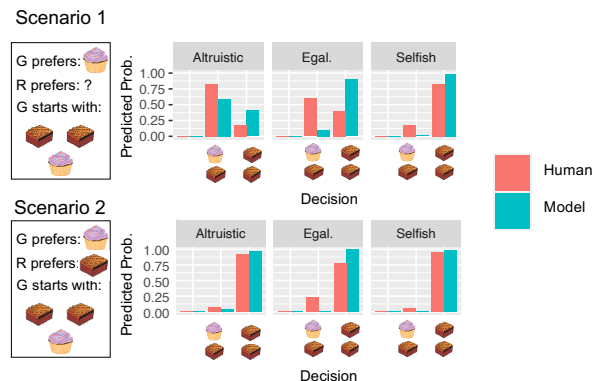 Scenario 1
G prefers:
R prefers: ?
G starts with:
Altruistic
Egal.
Selfish
Predicted Prob.
1.00
0.75
0.50
0.25
0.00
Decision
Human
Model
Scenario 2
G prefers:
R prefers:
G starts with:
Altruistic
Egal.
Selfish
Predicted Prob.
1.00
0.75
0.50
0.25
0.00
Decision